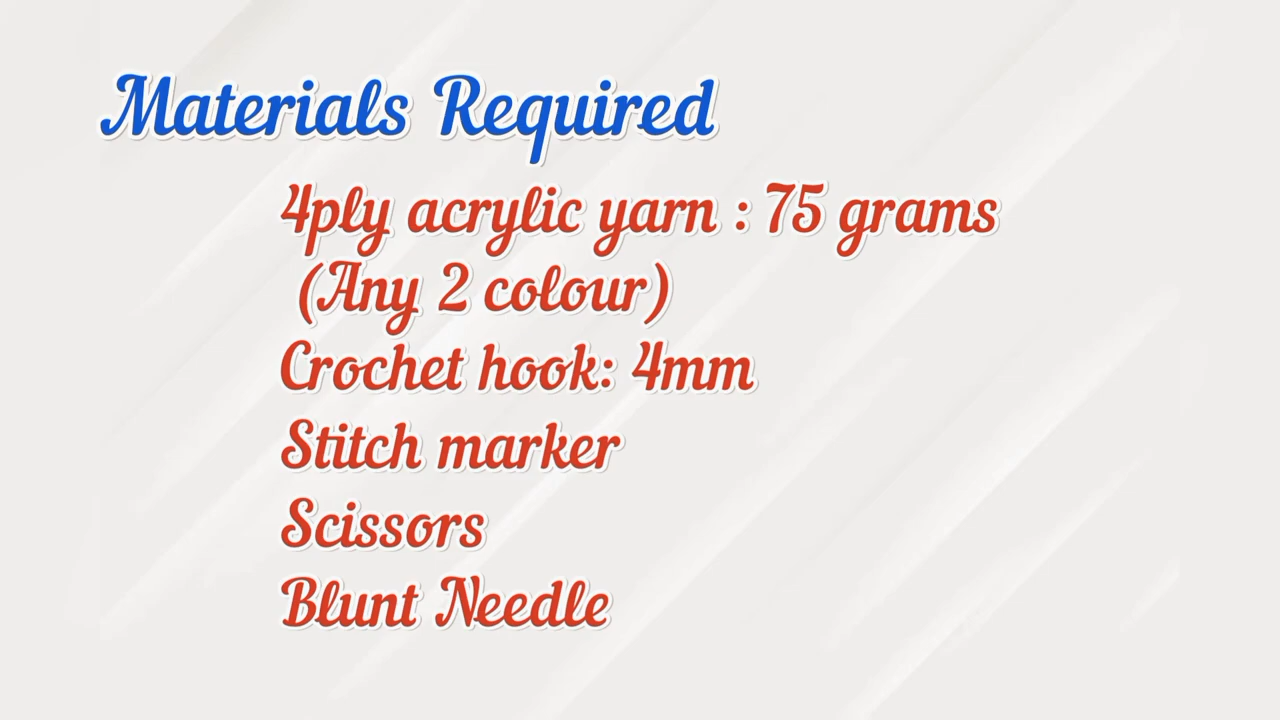 Materials Required
4ply acrylic yarn : 75 grams
(Any 2 colour)
Crochet hook: 4mm
Stitch marker
Scissors
Blunt Needle